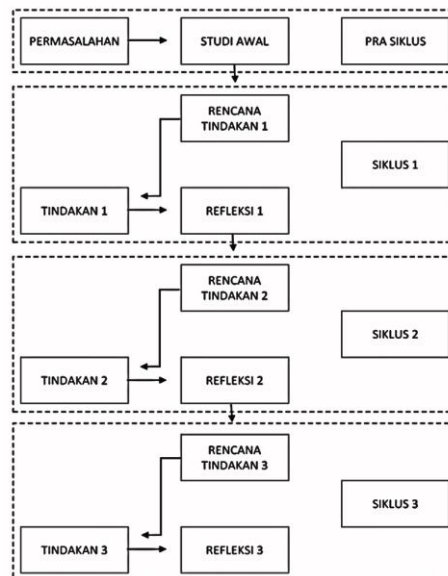 PERMASALAHAN
STUDI AWAL
PRA SIKLUS
RENCANA
TINDAKAN 1
SIKLUS 1
TINDAKAN 1
REFLEKSI 1
RENCANA
TINDAKAN 2
SIKLUS 2
TINDAKAN 2
REFLEKSI 2
RENCANA
TINDAKAN 3
SIKLUS 3
TINDAKAN 3
REFLEKSI 3